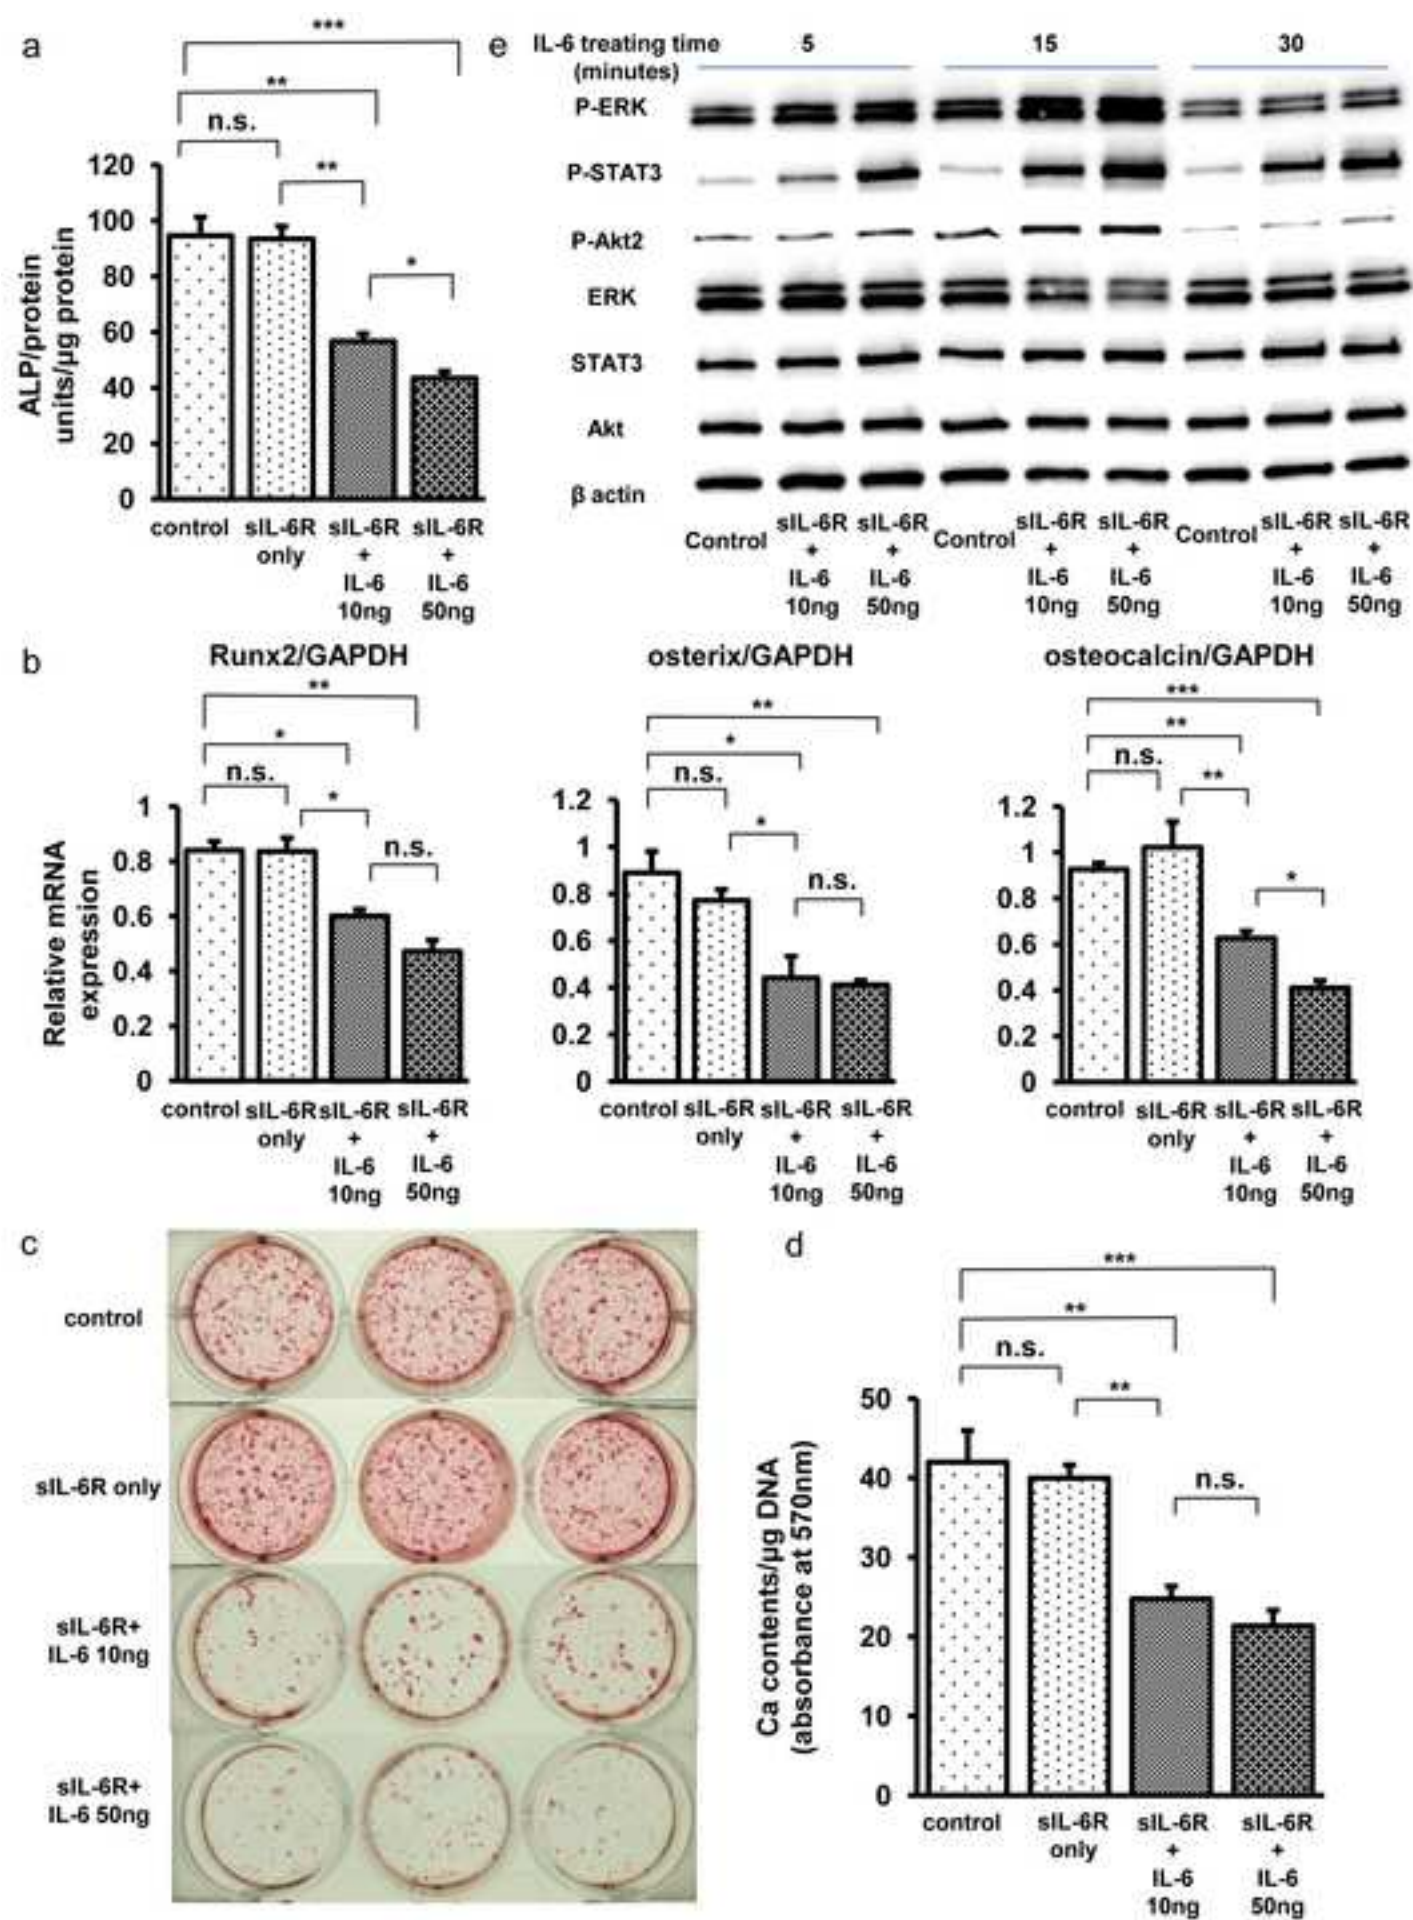 a
***
**
n.s.
**
*
120
100
80
60
40
20
0
ALP/protein
units/µg protein
control
sIL-6R
only
sIL-6R
+
IL-6
10ng
sIL-6R
+
IL-6
50ng
e
IL-6 treating time
(minutes)
5
15
30
P-ERK
P-STAT3
P-Akt2
ERK
STAT3
Akt
β actin
Control
sIL-6R
+
IL-6
10ng
sIL-6R
+
IL-6
50ng
Control
sIL-6R
+
IL-6
10ng
sIL-6R
+
IL-6
50ng
Control
sIL-6R
+
IL-6
10ng
sIL-6R
+
IL-6
50ng
b
Runx2/GAPDH
**
*
n.s.
*
n.s.
1
0.8
0.6
0.4
0.2
0
Relative mRNA
expression
control
sIL-6R
only
sIL-6R
+
IL-6
10ng
sIL-6R
+
IL-6
50ng
osterix/GAPDH
**
*
n.s.
*
n.s.
1.2
1
0.8
0.6
0.4
0.2
0
control
sIL-6R
only
sIL-6R
+
IL-6
10ng
sIL-6R
+
IL-6
50ng
osteocalcin/GAPDH
***
**
n.s.
**
*
1.2
1
0.8
0.6
0.4
0.2
0
control
sIL-6R
only
sIL-6R
+
IL-6
10ng
sIL-6R
+
IL-6
50ng
c
control
sIL-6R only
sIL-6R+
IL-6 10ng
sIL-6R+
IL-6 50ng
d
***
**
n.s.
**
n.s.
50
40
30
20
10
0
Ca contents/µg DNA
(absorbance at 570nm)
control
sIL-6R
only
sIL-6R
+
IL-6
10ng
sIL-6R
+
IL-6
50ng